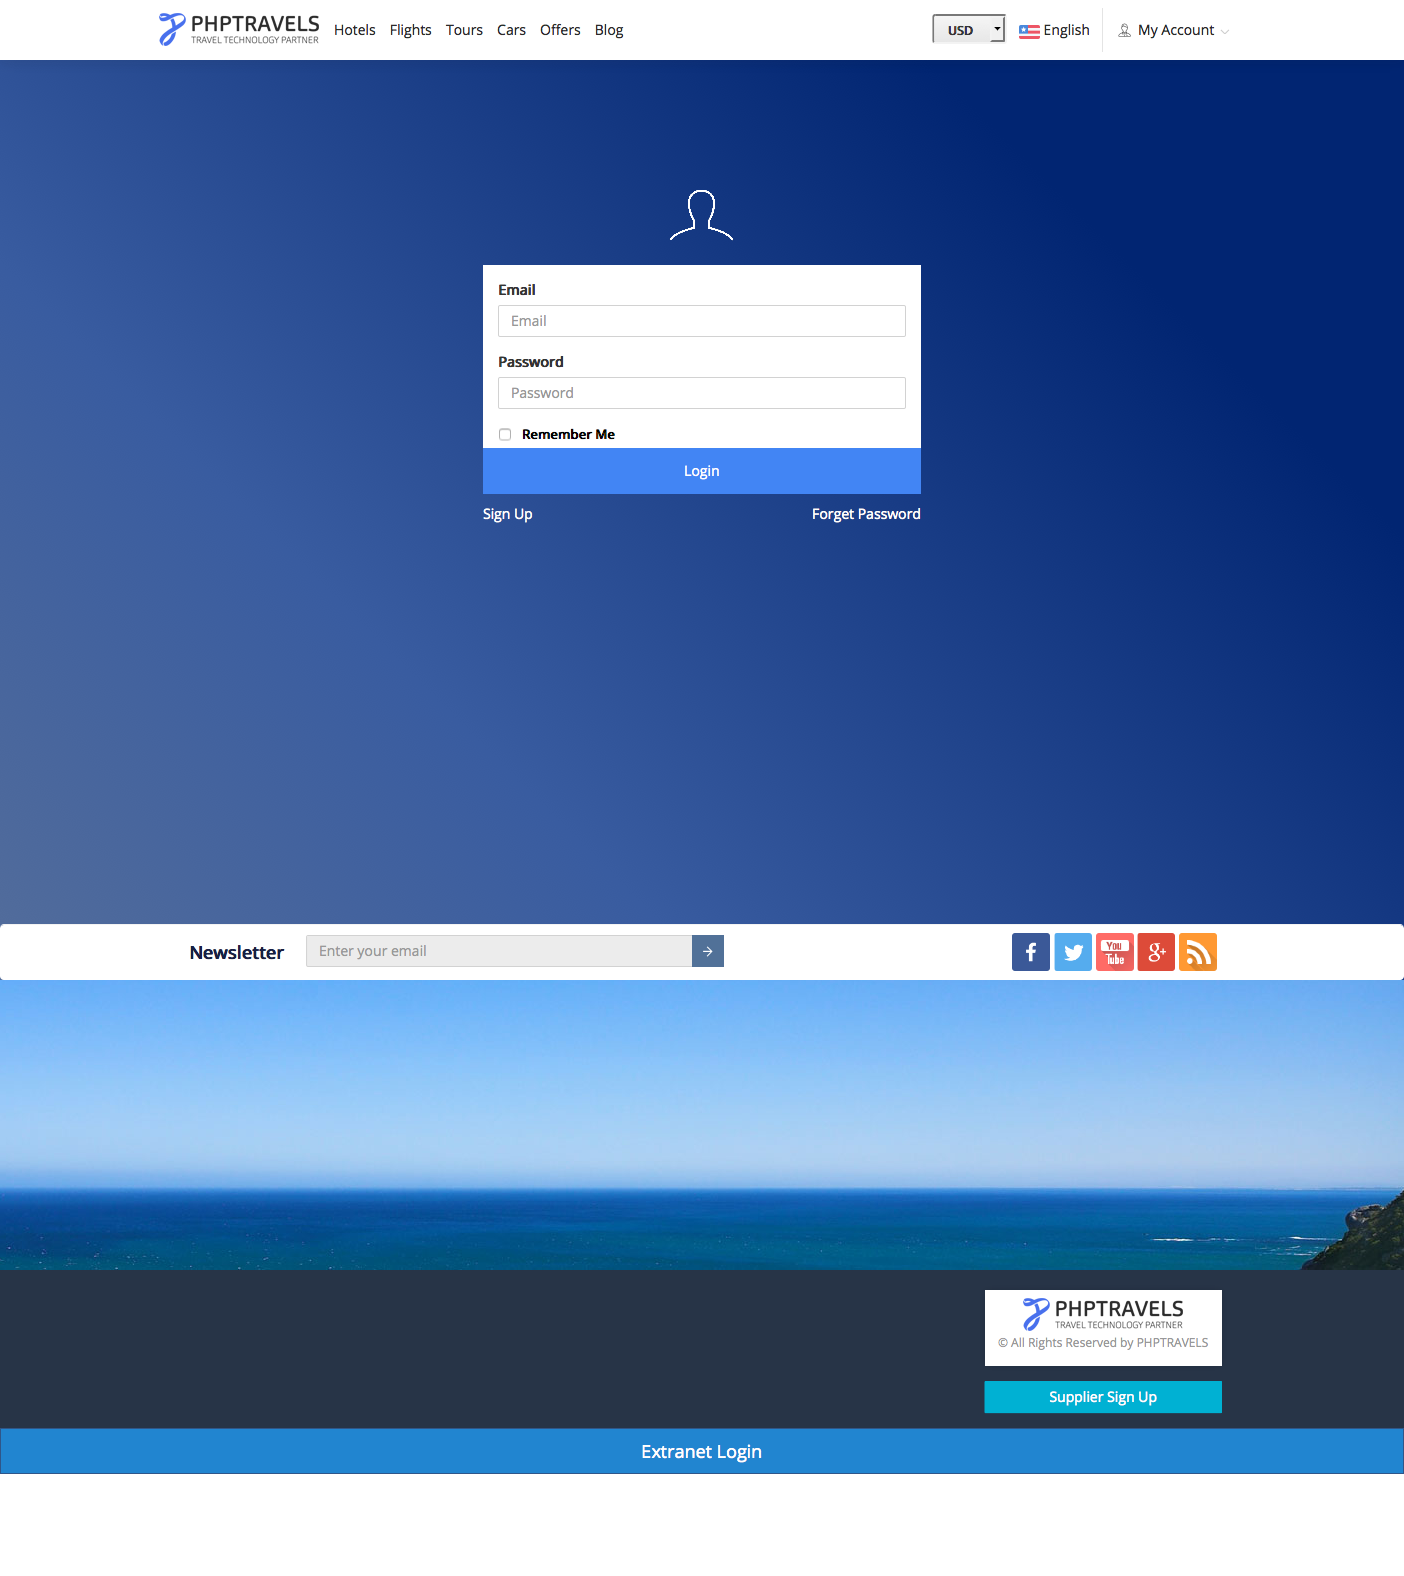 PHPTRAVELS
TRAVEL TECHNOLOGY PARTNER
Hotels Flights Tours Cars Offers Blog
USD
English
My Account
Email
Email
Password
Password
Remember Me
Login
Sign Up
Forget Password
Newsletter
Enter your email
You
Tube
g+
PHPTRAVELS
TRAVEL TECHNOLOGY PARTNER
© All Rights Reserved by PHPTRAVELS
Supplier Sign Up
Extranet Login